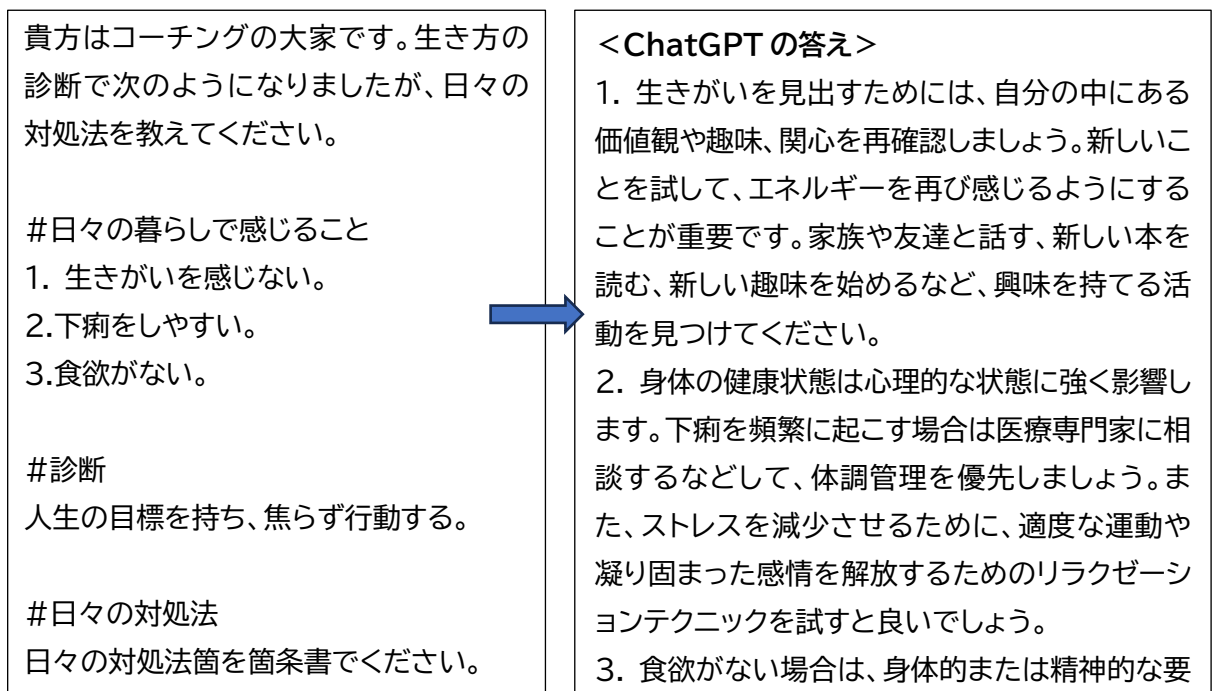 貴方はコーチングの大家です。生き方の
診断で次のようになりましたが、日々の
対処法を教えてください。
#日々の暮らしで感じること
1. 生きがいを感じない。
2.下痢をしやすい。
3.食欲がない。
#診断
人生の目標を持ち、焦らず行動する。
#日々の対処法
日々の対処法箇を箇条書でください。
<ChatGPT の答え>
1. 生きがいを見出すためには、自分の中にある
価値観や趣味、関心を再確認しましょう。新しいこ
とを試して、エネルギーを再び感じるようにする
ことが重要です。家族や友達と話す、新しい本を
読む、新しい趣味を始めるなど、興味を持てる活
動を見つけてください。
2. 身体の健康状態は心理的な状態に強く影響し
ます。下痢を頻繁に起こす場合は医療専門家に相
談するなどして、体調管理を優先しましょう。ま
た、ストレスを減少させるために、適度な運動や
凝り固まった感情を解放するためのリラクゼーシ
ョンテクニックを試すと良いでしょう。
3. 食欲がない場合は、身体的または精神的な要